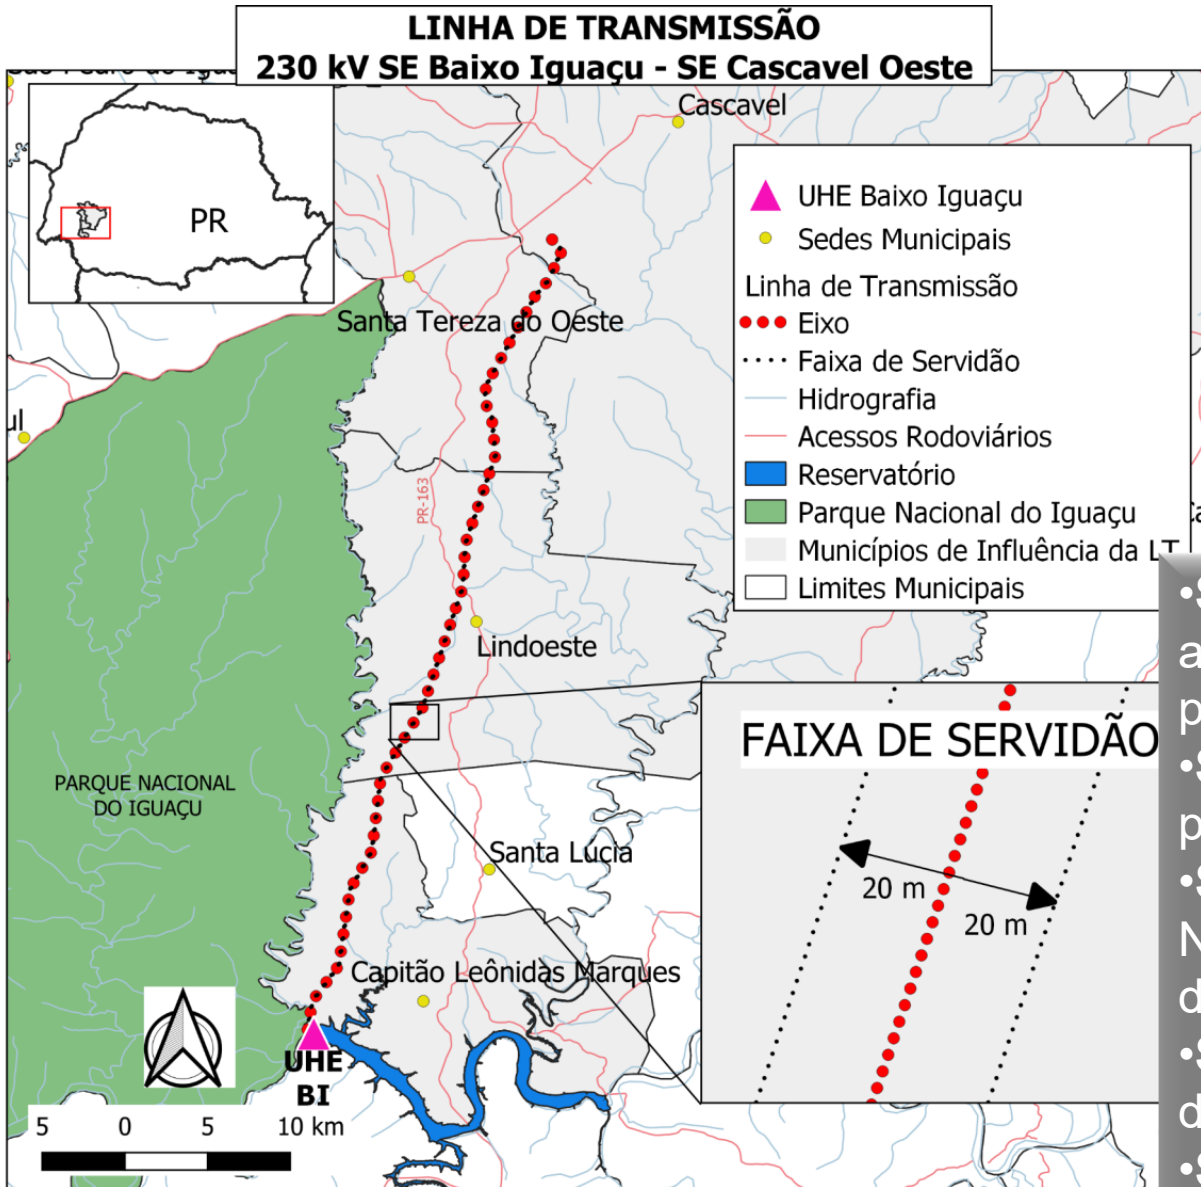 LINHA DE TRANSMISSÃO
230 kV SE Baixo Iguaçu - SE Cascavel Oeste
Cascavel
PR
UHE Baixo Iguaçu
Sedes Municipais
Linha de Transmissão
Eixo
Faixa de Servidão
Hidrografia
Acessos Rodoviários
Reservatório
Parque Nacional do Iguaçu
Municípios de Influência da LT
Limites Municipais
Santa Tereza do Oeste
ul
PR-163
Lindoeste
FAIXA DE SERVIDÃO
20 m
20 m
PARQUE NACIONAL
DO IGUAÇU
Santa Lúcia
Capitão Leônidas Marques
UHE
BI
5 0 5 10 km